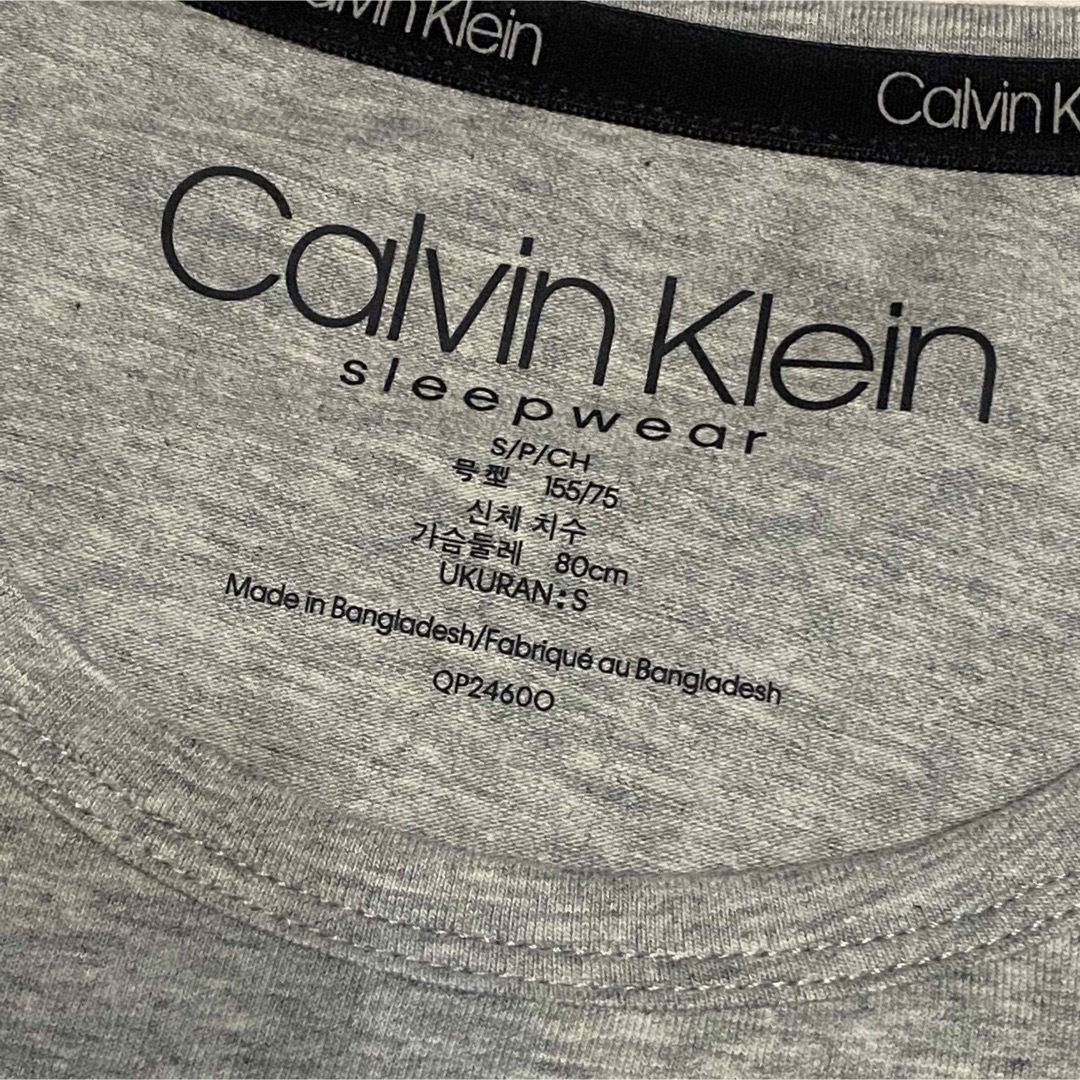 Calvin Klein
Calvin K
Calvin Klein
sleepwear
S/P/CH
号型 155/75
신체 치수
가슴둘레 80cm
UKURAN: S
Made in Bangladesh/Fabriqué au Bangladesh
QP2460O